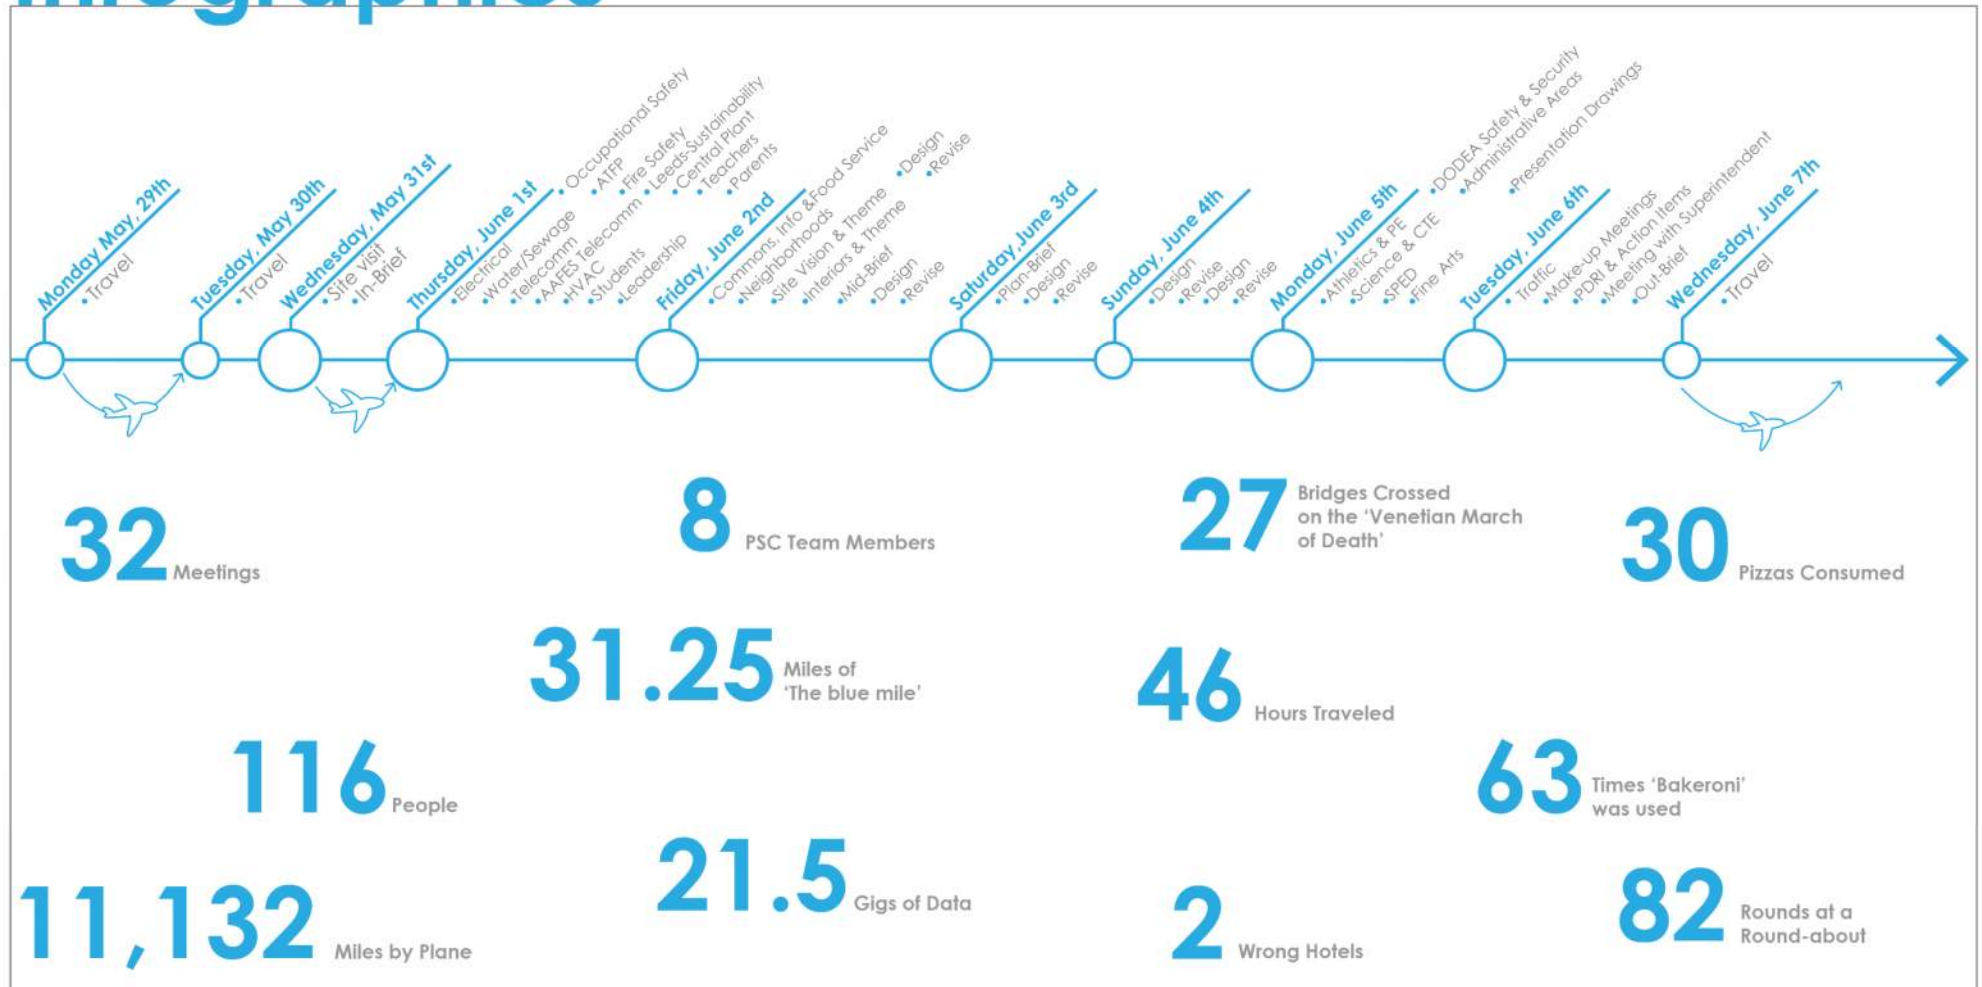 Infographics
Monday May, 29th
•Travel
Tuesday, May 30th
•Travel
Wednesday, May 31st
•Site visit
•In-Brief
Thursday, June 1st
•Electrical
•Water/Sewage
•Telecomm
•AAFES Telecomm
•HVAC
•Students
•Leadership
•Occupational Safety
•ATFP
•Fire Safety
•Leeds-Sustainability
•Central Plant
•Teachers
•Parents
Friday, June 2nd
•Commons, Info &Food Service
•Neighborhoods
•Site Vision & Theme
•Interiors & Theme
•Mid-Brief
•Design
•Revise
•Design
•Revise
Saturday,June 3rd
•Plan-Brief
•Design
•Revise
Sunday, June 4th
•Design
•Revise
•Design
•Revise
Monday, June 5th
•Athletics & PE
•Science & CTE
•SPED
•Fine Arts
•DODEA Safety & Security
•Administrative Areas
•Presentation Drawings
Tuesday, June 6th
• Traffic
•Make-up Meetings
•PDRI & Action Items
•Meeting with Superintendent
•Out-Brief
Wednesday, June 7th
•Travel
32 Meetings
8 PSC Team Members
27 Bridges Crossed
on the ‘Venetian March
of Death’
30 Pizzas Consumed
31.25 Miles of
‘The blue mile’
46 Hours Traveled
116 People
63 Times ‘Bakeroni’
was used
21.5 Gigs of Data
11,132 Miles by Plane
2 Wrong Hotels
82 Rounds at a
Round-about